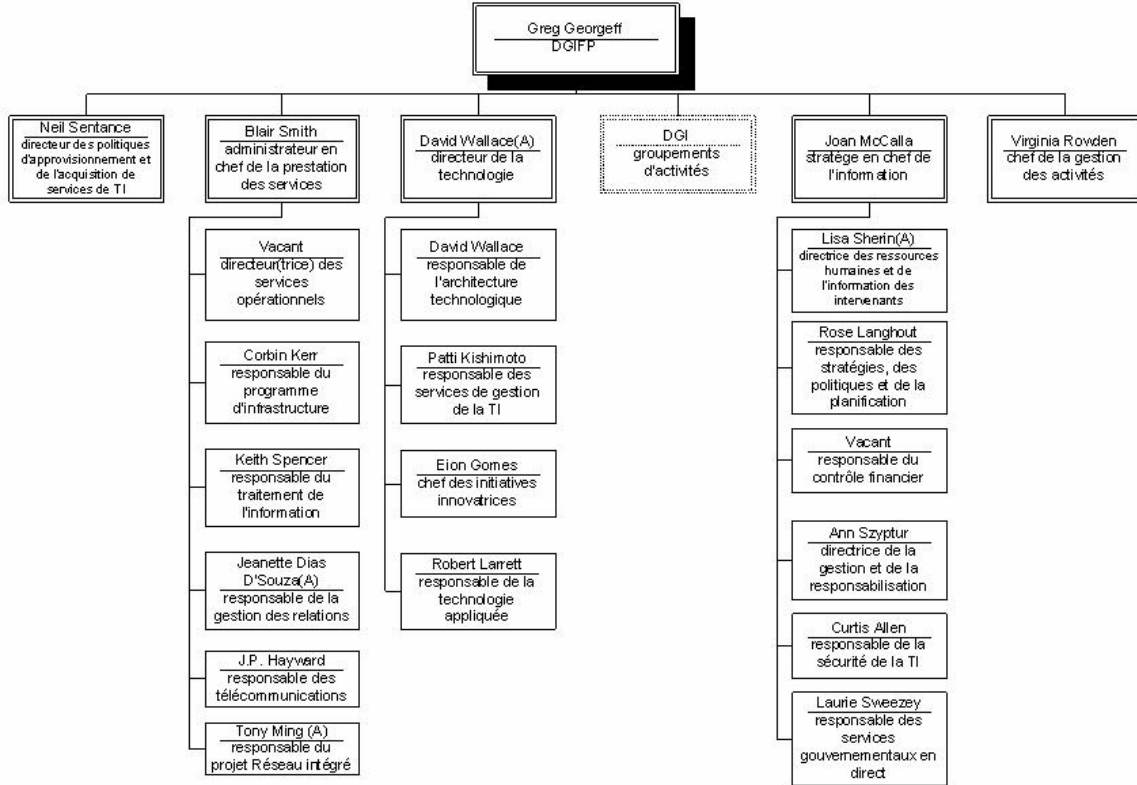 Greg Georgeff
DGIFP
Neil Sentance
directeur des politiques
d'approvisionnement et
de l'acquisition de
services de TI
Blair Smith
administrateur en
chef de la prestation
des services
David Wallace(A)
directeur de la
technologie
DGI
groupements
d'activités
Joan McCalla
stratège en chef de
l'information
Virginia Rowden
chef de la gestion
des activités
Vacant
directeur(trice) des
services
opérationnels
Corbin Kerr
responsable du
programme
d'infrastructure
Keith Spencer
responsable du
traitement de
l'information
Jeanette Dias
D'Souza(A)
responsable de la
gestion des relations
J.P. Hayward
responsable des
télécommunications
Tony Ming (A)
responsable du
projet Réseau intégré
David Wallace
responsable de
l'architecture
technologique
Patti Kishimoto
responsable des
services de gestion
de la TI
Eion Gomes
chef des initiatives
innovatrices
Robert Larrett
responsable de la
technologie
appliquée
Lisa Sherin(A)
directrice des ressources
humaines et de
l'information des
intervenants
Rose Langhout
responsable des
stratégies, des
politiques et de la
planification
Vacant
responsable du
contrôle financier
Ann Szyptur
directrice de la
gestion et de la
responsabilisation
Curtis Allen
responsable de la
sécurité de la TI
Laurie Sweezey
responsable des
services
gouvernementaux en
direct